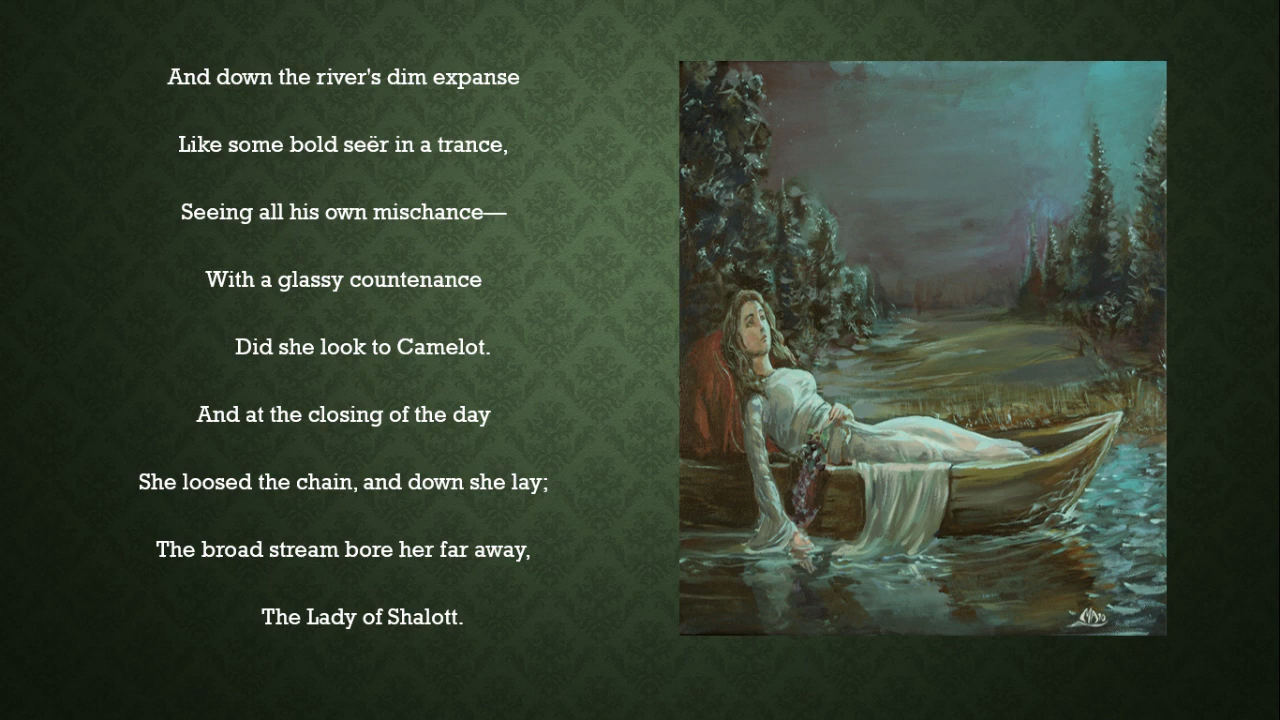 And down the river's dim expanse
Like some bold seër in a trance,
Seeing all his own mischance—
With a glassy countenance
Did she look to Camelot.
And at the closing of the day
She loosed the chain, and down she lay;
The broad stream bore her far away,
The Lady of Shalott.